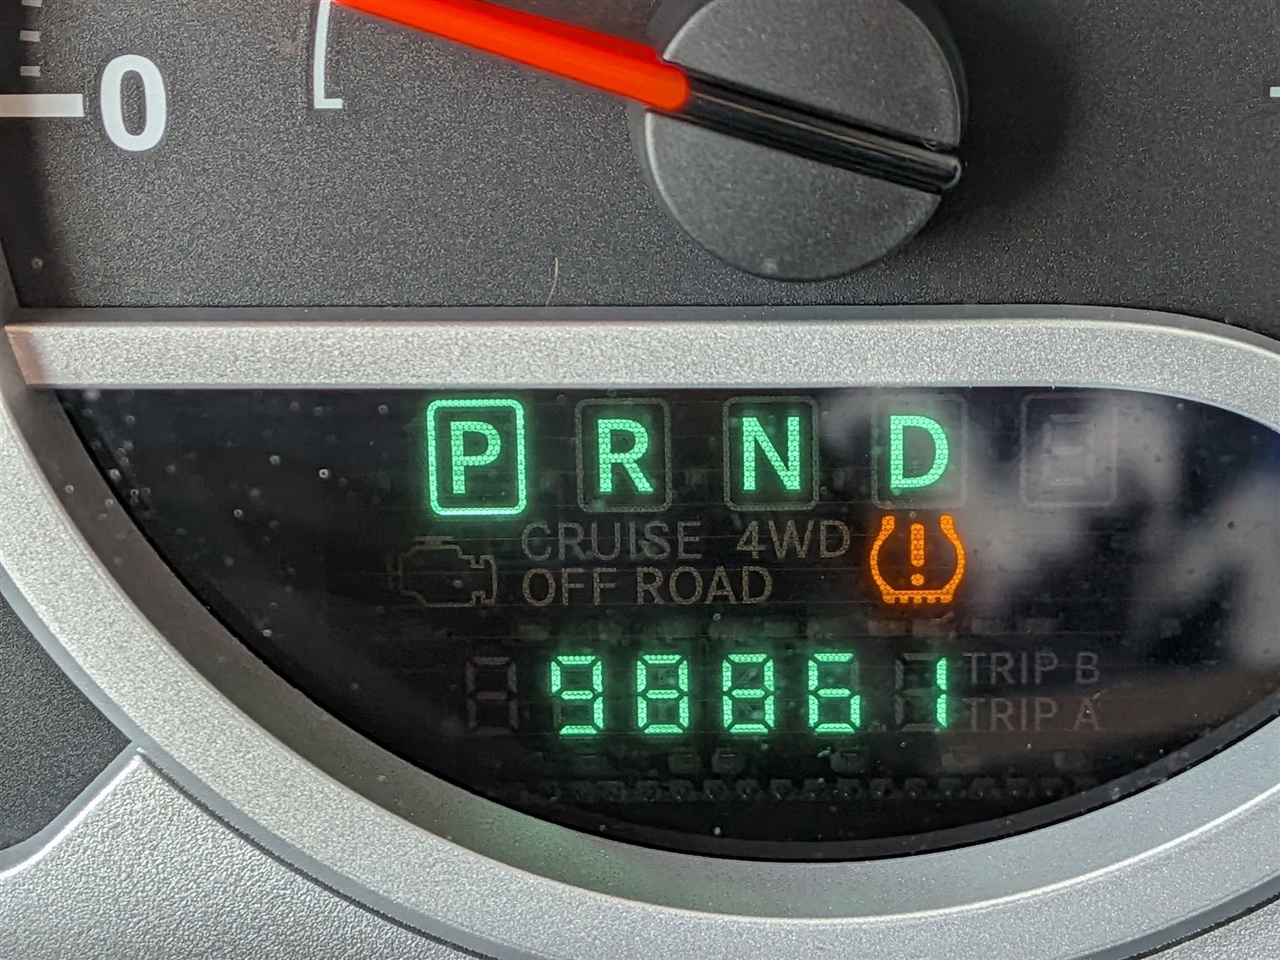 0
P R N D
CRUISE 4WD
OFF ROAD
TRIP B
98861
TRIP A